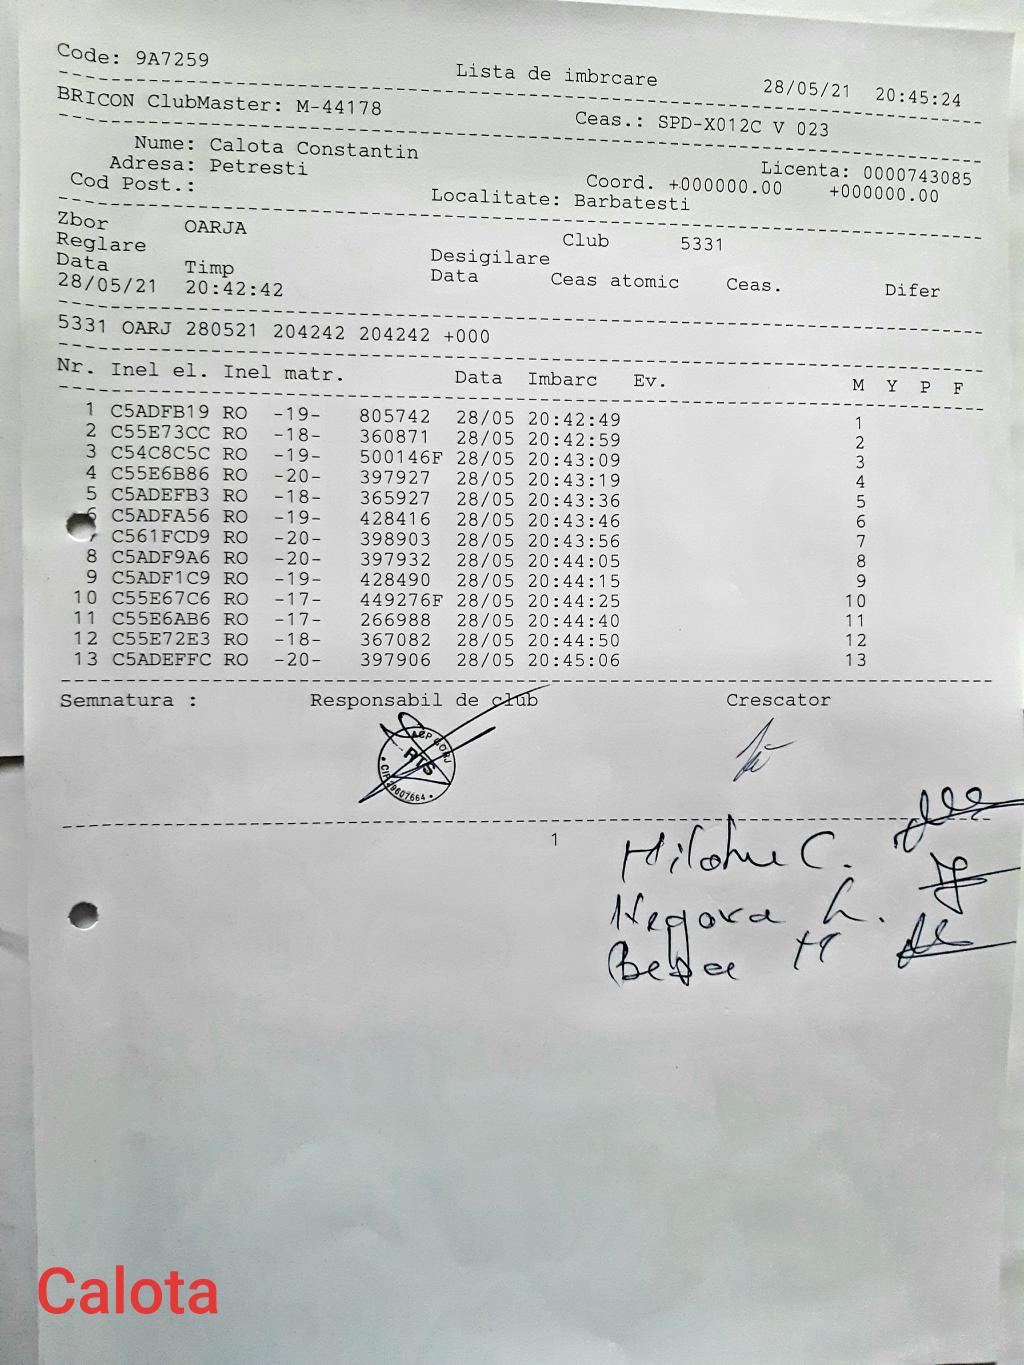 Code: 9A7259 Lista de imbrcare 28/05/21 20:45:24
BRICON ClubMaster: M-44178 Ceas.: SPD-X012C V 023
Nume: Calota Constantin Licenta: 0000743085
Adresa: Petresti Coord. +000000.00 +000000.00
Cod Post.: Localitate: Barbatesti
Zbor OARJA Club 5331
Reglare Desigilare
Data Timp Data Ceas atomic Ceas. Difer
28/05/21 20:42:42
5331 OARJ 280521 204242 204242 +000
Nr. Inel el. Inel matr. Data Imbarc Ev. M Y P F
1 C5ADFB19 RO -19- 805742 28/05 20:42:49 1
2 C55E73CC RO -18- 360871 28/05 20:42:59 2
3 C54C8C5C RO -19- 500146F 28/05 20:43:09 3
4 C55E6B86 RO -20- 397927 28/05 20:43:19 4
5 C5ADEFB3 RO -18- 365927 28/05 20:43:36 5
6 C5ADFA56 RO -19- 428416 28/05 20:43:46 6
7 C561FCD9 RO -20- 398903 28/05 20:43:56 7
8 C5ADF9A6 RO -20- 397932 28/05 20:44:05 8
9 C5ADF1C9 RO -19- 428490 28/05 20:44:15 9
10 C55E67C6 RO -17- 449276F 28/05 20:44:25 10
11 C55E6AB6 RO -17- 266988 28/05 20:44:40 11
12 C55E72E3 RO -18- 367082 28/05 20:44:50 12
13 C5ADEFFC RO -20- 397906 28/05 20:45:06 13
Semnatura : Responsabil de club Crescator
1
C.
Negora L.
Calota